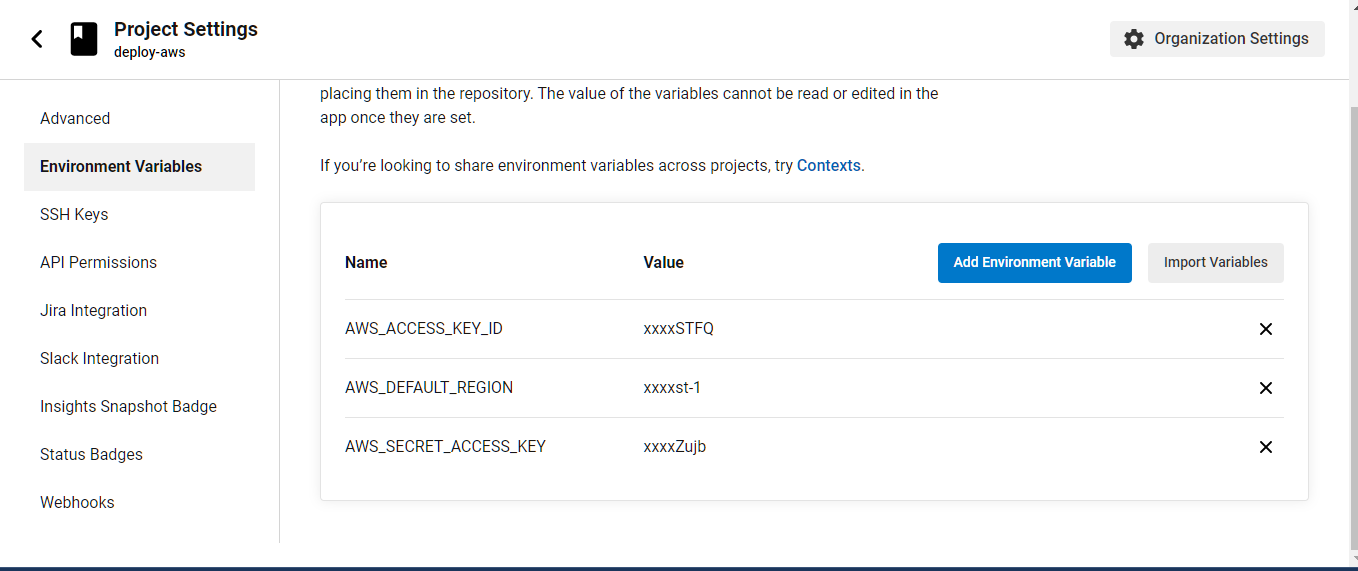 Project Settings
deploy-aws
Organization Settings
Advanced
Environment Variables
SSH Keys
API Permissions
Jira Integration
Slack Integration
Insights Snapshot Badge
Status Badges
Webhooks
placing them in the repository. The value of the variables cannot be read or edited in the
app once they are set.
If you’re looking to share environment variables across projects, try Contexts.
Name Value Add Environment Variable Import Variables
AWS_ACCESS_KEY_ID xxxxSTFQ
AWS_DEFAULT_REGION xxxxst-1
AWS_SECRET_ACCESS_KEY xxxxZujb